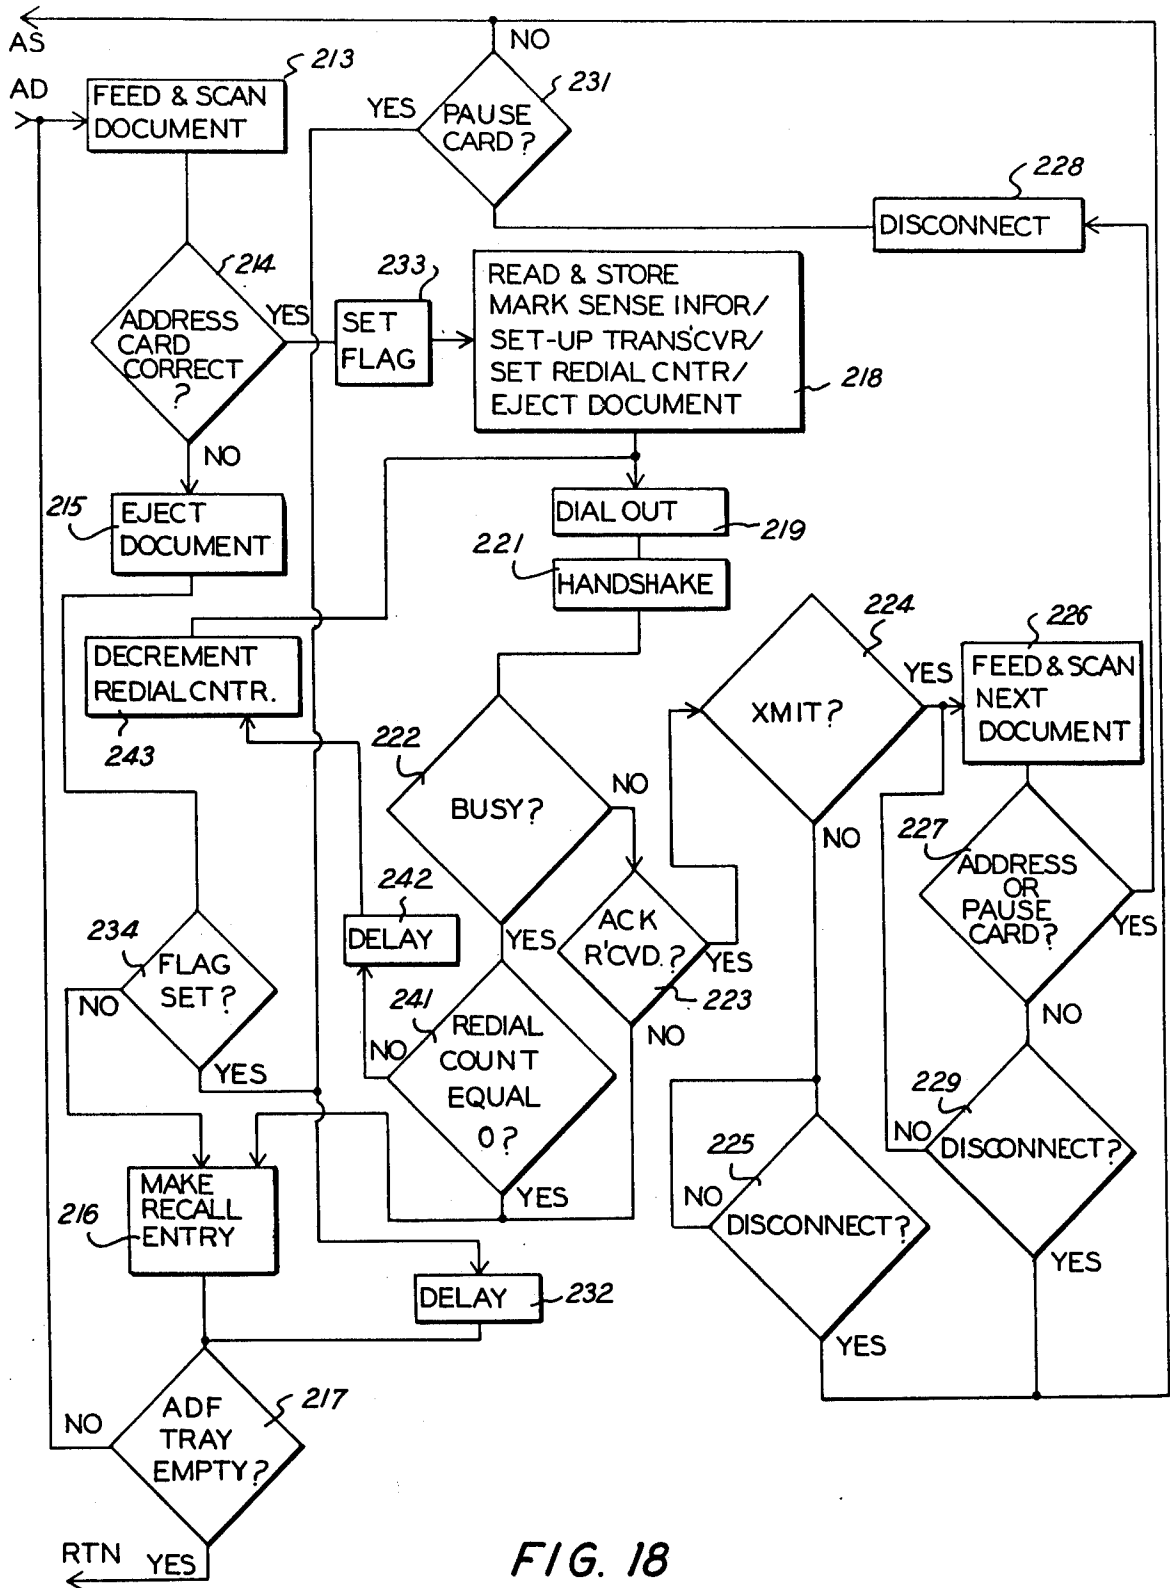 AS
NO
213
AD
FEED & SCAN
DOCUMENT
YES
231
PAUSE
CARD?
228
DISCONNECT
214
ADDRESS
CARD
CORRECT
?
YES
233
SET
FLAG
READ & STORE
MARK SENSE INFOR/
SET-UP TRANS'CVR/
SET REDIAL CNTR/
EJECT DOCUMENT
218
NO
215
EJECT
DOCUMENT
DIAL OUT
219
221
HANDSHAKE
DECREMENT
REDIAL CNTR.
243
222
BUSY?
NO
224
XMIT?
YES
NO
226
FEED & SCAN
NEXT
DOCUMENT
227
ADDRESS
OR
PAUSE
CARD?
YES
NO
242
DELAY
YES
ACK
R'CVD.?
YES
223
NO
234
FLAG
SET?
NO
YES
241
NO
REDIAL
COUNT
EQUAL
0?
YES
229
NO
DISCONNECT?
YES
225
NO
DISCONNECT?
YES
216
MAKE
RECALL
ENTRY
DELAY
232
217
NO
ADF
TRAY
EMPTY?
RTN
YES
FIG. 18